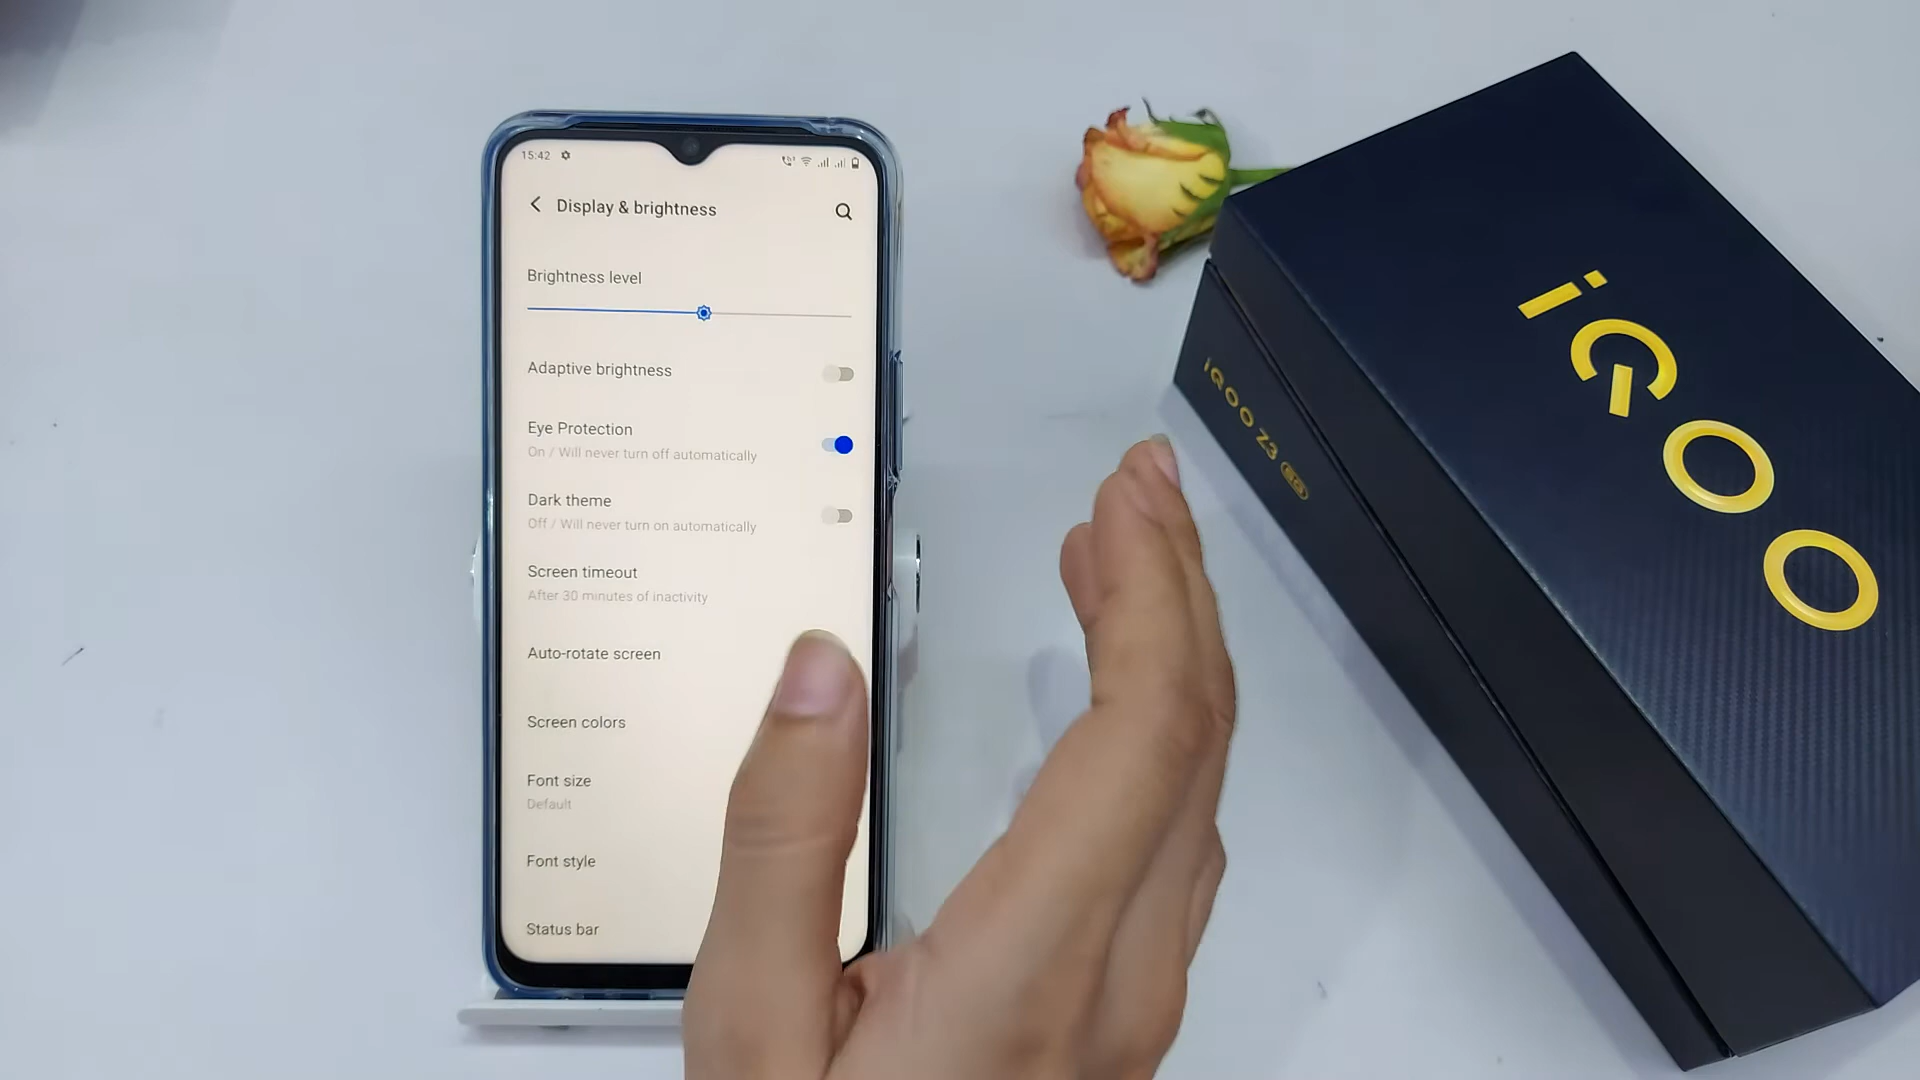 15:42
Display & brightness
Brightness level
Adaptive brightness
Eye Protection
On / Will never turn off automatically
Dark theme
Off / Will never turn on automatically
Screen timeout
After 30 minutes of inactivity
Auto-rotate screen
Screen colors
Font size
Default
Font style
Status bar
iQOO
iQOO Z3 5G